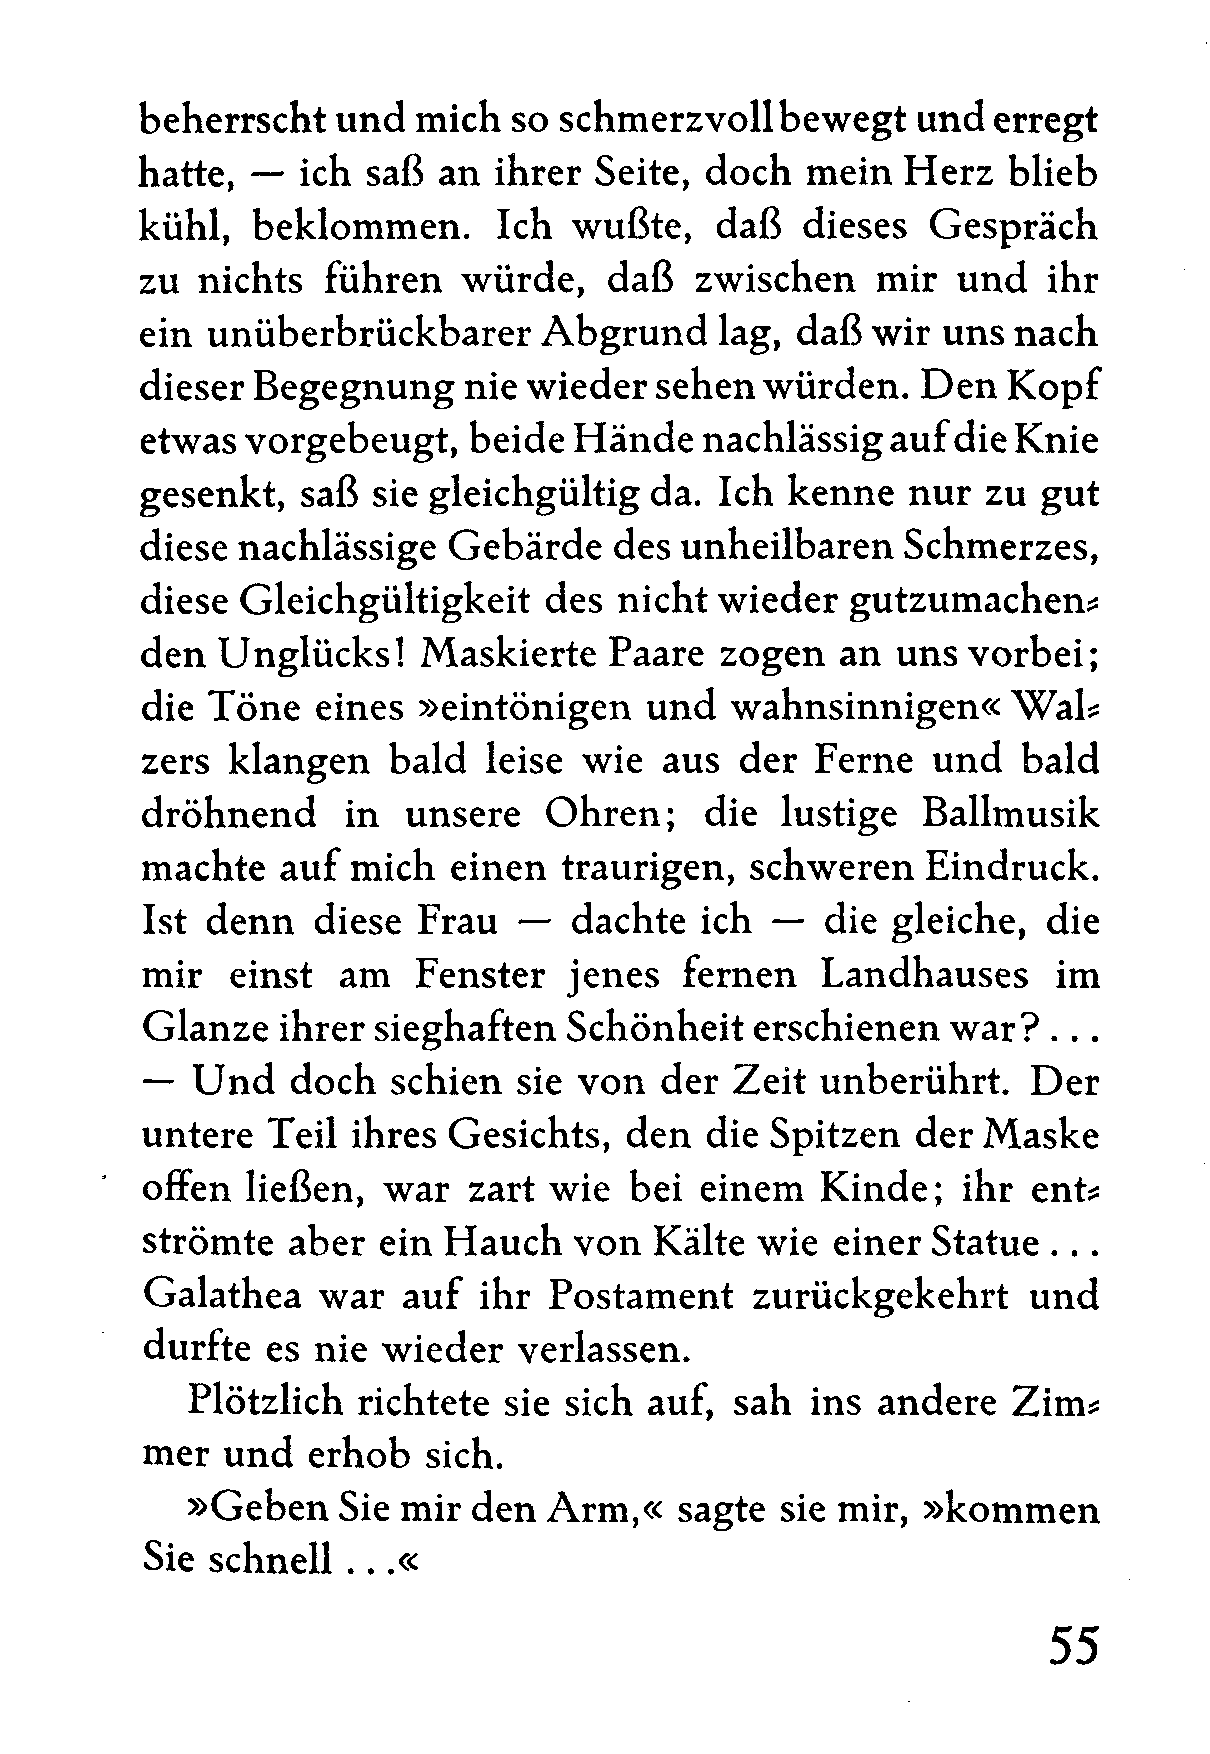 beherrscht und mich so schmerzvoll bewegt und erregt
hatte, — ich saß an ihrer Seite, doch mein Herz blieb
kühl, beklommen. Ich wußte, daß dieses Gespräch
zu nichts führen würde, daß zwischen mir und ihr
ein unüberbrückbarer Abgrund lag, daß wir uns nach
dieser Begegnung nie wieder sehen würden. Den Kopf
etwas vorgebeugt, beide Hände nachlässig auf die Knie
gesenkt, saß sie gleichgültig da. Ich kenne nur zu gut
diese nachlässige Gebärde des unheilbaren Schmerzes,
diese Gleichgültigkeit des nicht wieder gutzumachen⸗
den Unglücks! Maskierte Paare zogen an uns vorbei;
die Töne eines »eintönigen und wahnsinnigen« Wal⸗
zers klangen bald leise wie aus der Ferne und bald
dröhnend in unsere Ohren; die lustige Ballmusik
machte auf mich einen traurigen, schweren Eindruck.
Ist denn diese Frau — dachte ich — die gleiche, die
mir einst am Fenster jenes fernen Landhauses im
Glanze ihrer sieghaften Schönheit erschienen war? . . .
— Und doch schien sie von der Zeit unberührt. Der
untere Teil ihres Gesichts, den die Spitzen der Maske
offen ließen, war zart wie bei einem Kinde; ihr ent⸗
strömte aber ein Hauch von Kälte wie einer Statue . . .
Galathea war auf ihr Postament zurückgekehrt und
durfte es nie wieder verlassen.
Plötzlich richtete sie sich auf, sah ins andere Zim⸗
mer und erhob sich.
»Geben Sie mir den Arm,« sagte sie mir, »kommen
Sie schnell . . .«
55